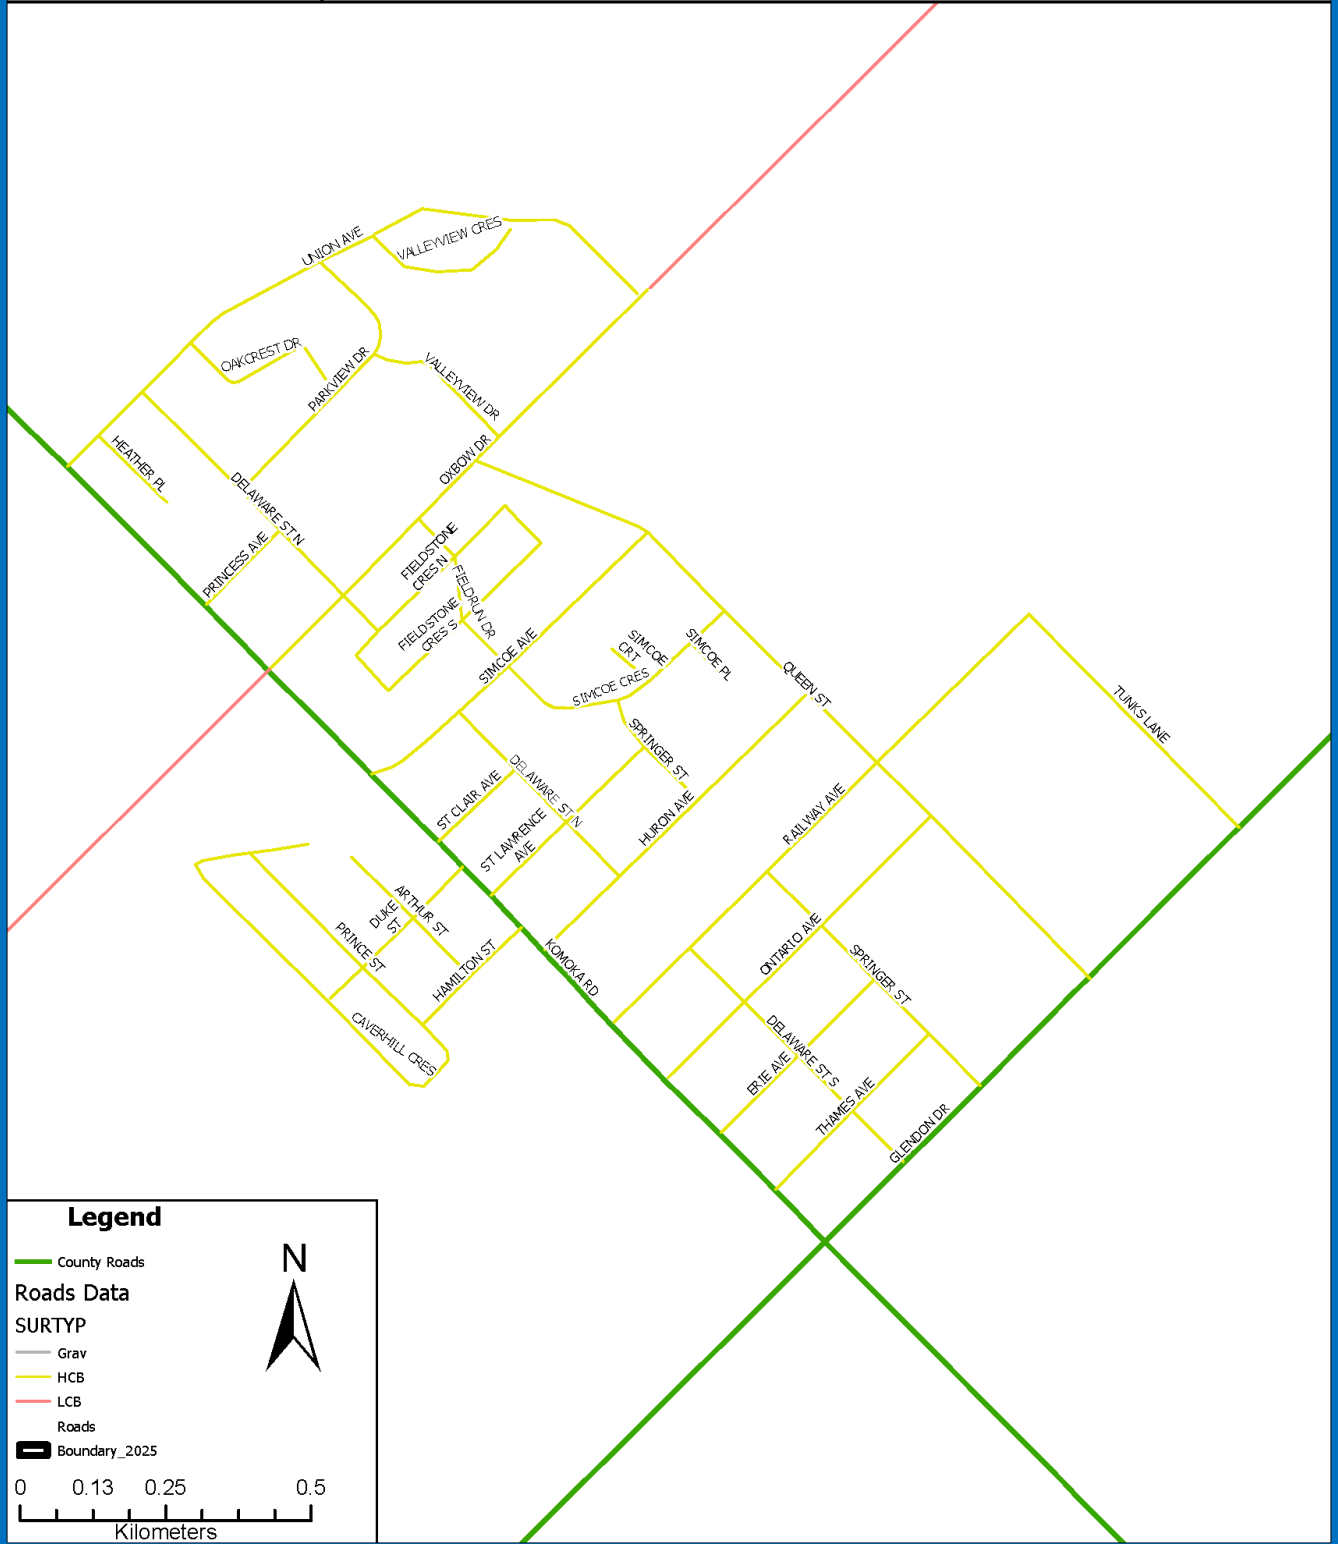 UNION AVE
VALLEYVIEW CRES
OAKCREST DR
PARKVIEW DR
VALLEYVIEW DR
HEATHER PL
OXBOW DR
DELAWARE ST N
PRINCESS AVE
FIELDSTONE
CRES N
FIELDRUN DR
FIELDSTONE
CRES S
SIMCOE AVE
SIMCOE
CRT
SIMCOE PL
SIMCOE CRES
QUEEN ST
TUNKS LANE
SPRINGER ST
DELAWARE ST N
ST CLAIR AVE
HURON AVE
RAILWAY AVE
ST LAWRENCE
AVE
ARTHUR ST
DUKE
ST
PRINCE ST
HAMILTON ST
KOMOKA RD
ONTARIO AVE
SPRINGER ST
CAVERHILL CRES
DELAWARE ST S
ERIE AVE
THAMES AVE
GLENDON DR
Legend
County Roads
N
Roads Data
SURTYP
Grav
HCB
LCB
Roads
Boundary_2025
0 0.13 0.25 0.5
Kilometers